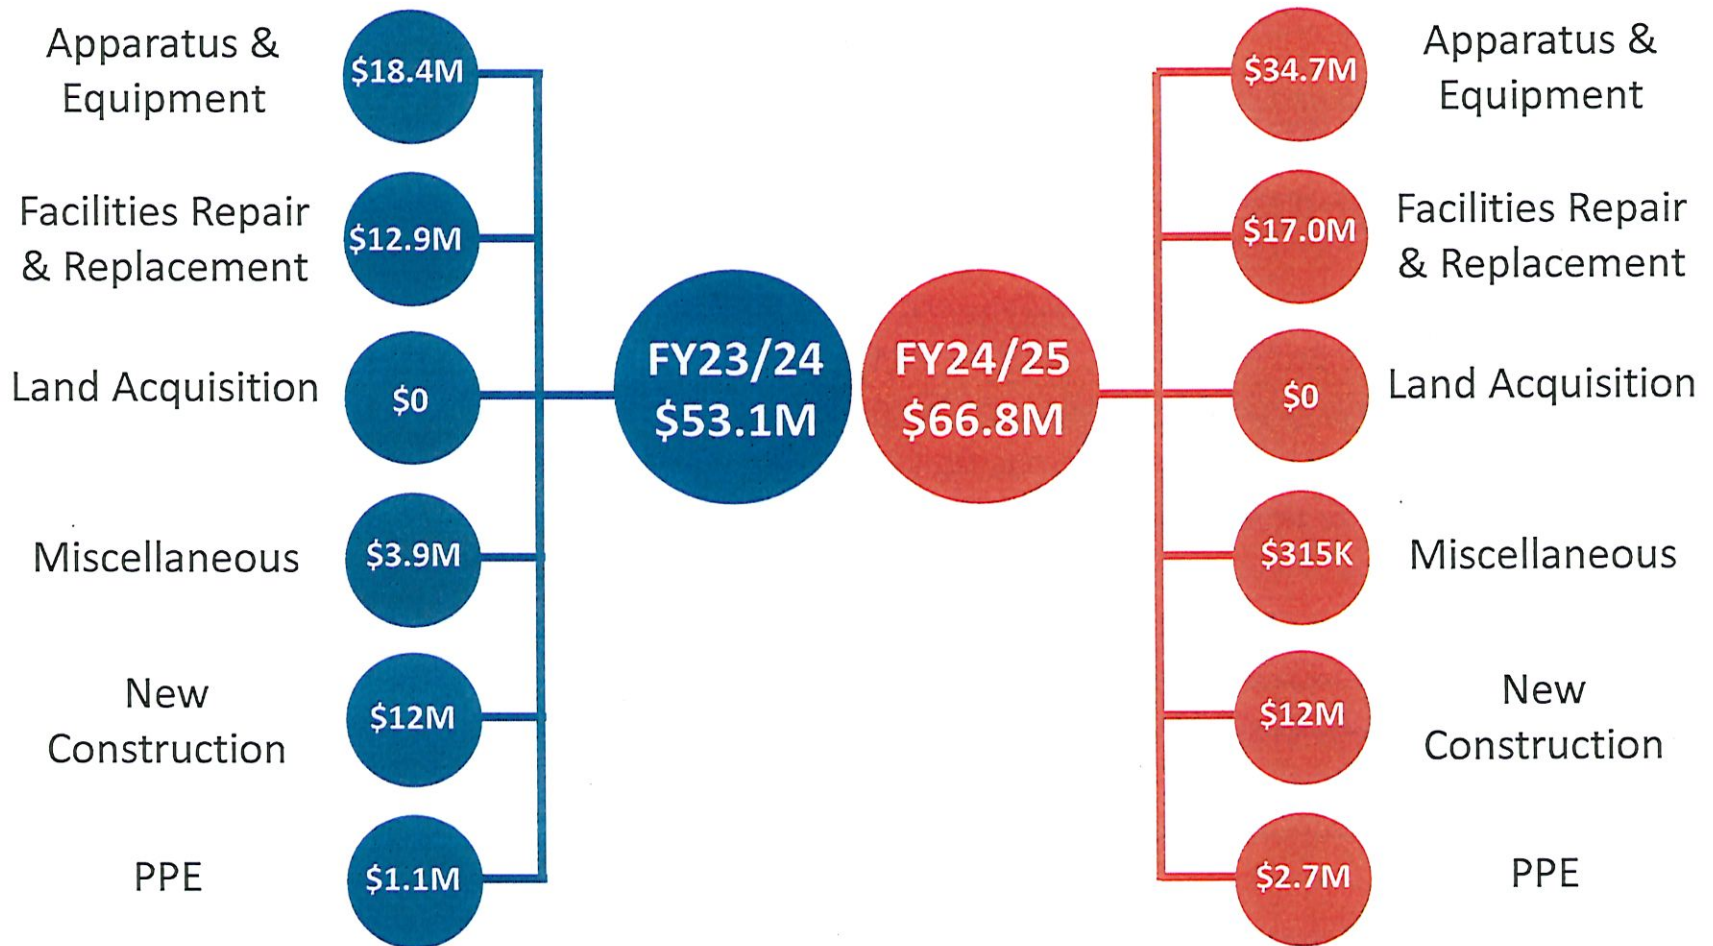 Apparatus &
Equipment
$18.4M
Facilities Repair
& Replacement
$12.9M
Land Acquisition
$0
Miscellaneous
$3.9M
New
Construction
$12M
PPE
$1.1M
FY23/24
$53.1M
FY24/25
$66.8M
$34.7M
Apparatus &
Equipment
$17.0M
Facilities Repair
& Replacement
$0
Land Acquisition
$315K
Miscellaneous
$12M
New
Construction
$2.7M
PPE